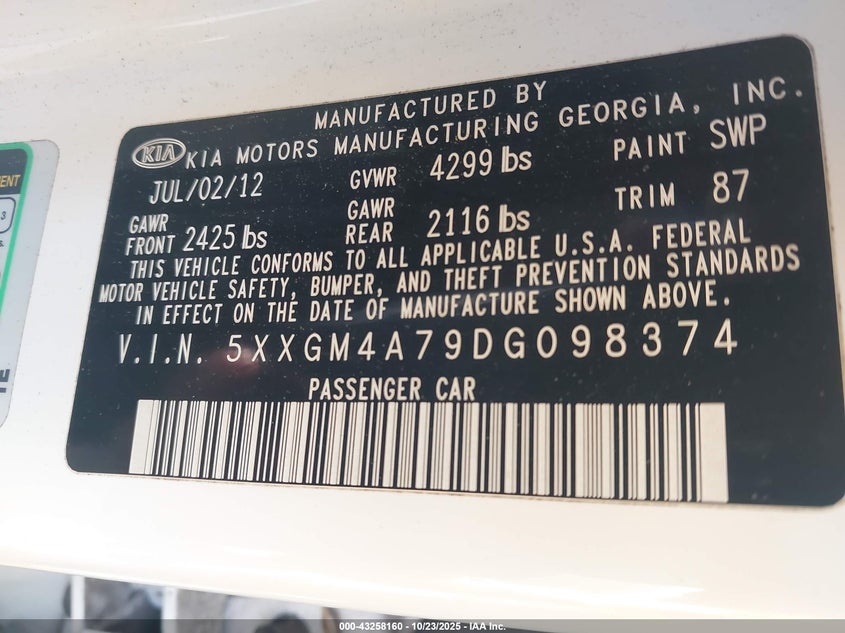 MANUFACTURED BY
KIA KIA MOTORS MANUFACTURING GEORGIA, INC.
JUL/02/12 GVWR 4299 lbs PAINT SWP
GAWR FRONT 2425 lbs GAWR REAR 2116 lbs TRIM 87
THIS VEHICLE CONFORMS TO ALL APPLICABLE U.S.A. FEDERAL
MOTOR VEHICLE SAFETY, BUMPER, AND THEFT PREVENTION STANDARDS
IN EFFECT ON THE DATE OF MANUFACTURE SHOWN ABOVE.
V.I.N. 5XXGM4A79DG098374
PASSENGER CAR
000-43258160 - 10/23/2025 - IAA Inc.